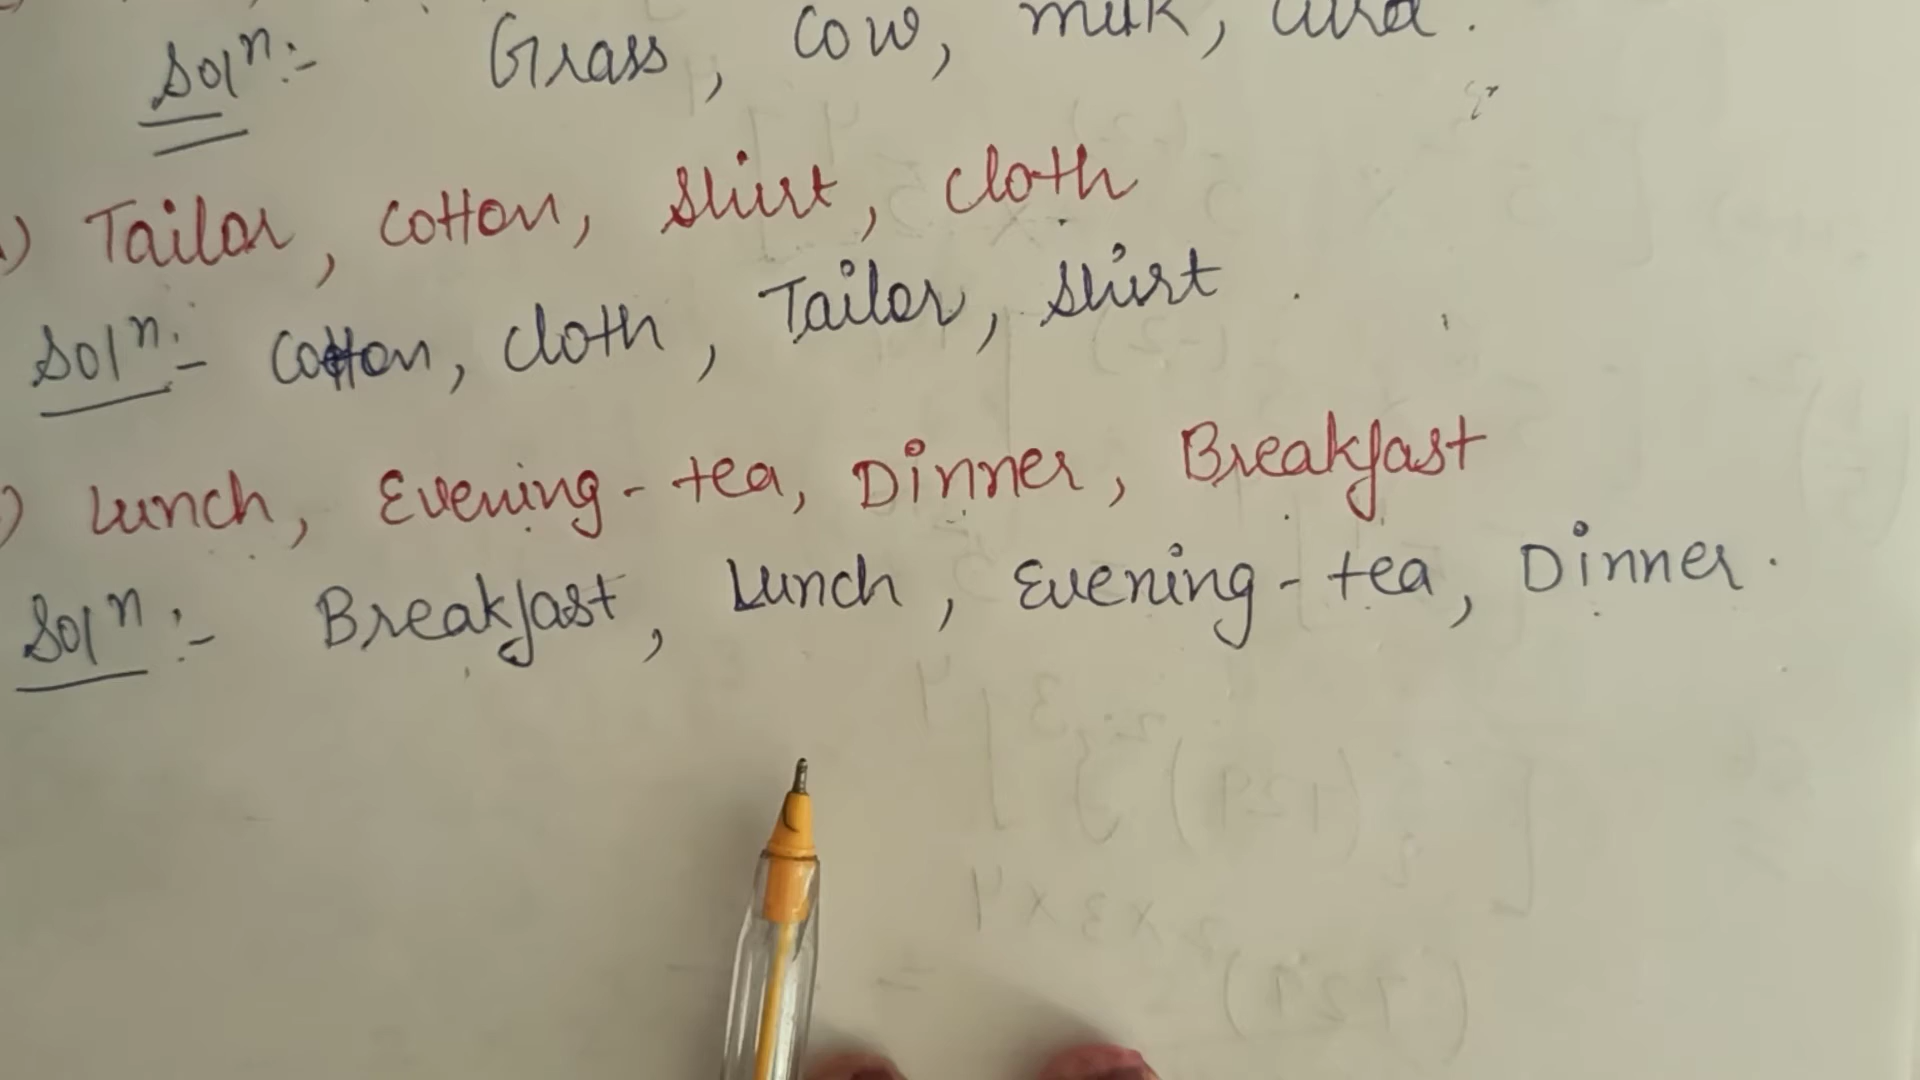 Solⁿ:- Grass, Cow, milk, Curd.
) Tailor, Cotton, Shirt, Cloth
Solⁿ:- Cotton, Cloth, Tailor, Shirt.
) Lunch, Evening-tea, Dinner, Breakfast
Solⁿ:- Breakfast, Lunch, Evening-tea, Dinner.